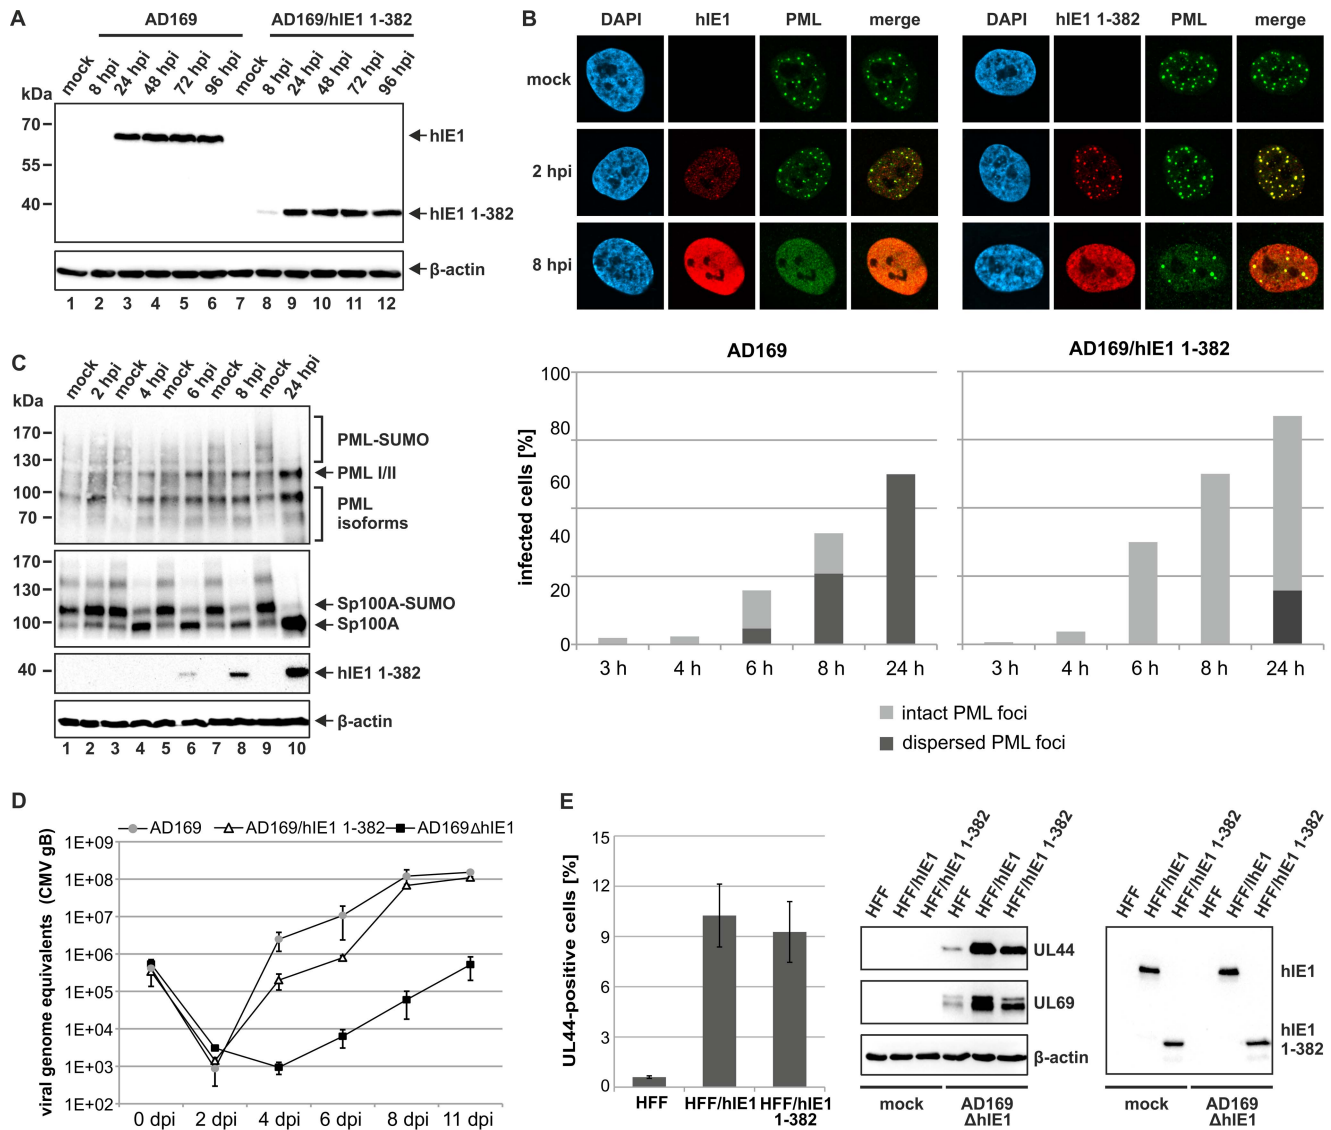 A
AD169
AD169/hIE1 1-382
mock
8 hpi
24 hpi
48 hpi
72 hpi
96 hpi
mock
8 hpi
24 hpi
48 hpi
72 hpi
96 hpi
kDa
70
55
40
hIE1
hIE1 1-382
β-actin
1 2 3 4 5 6 7 8 9 10 11 12
B
DAPI hIE1 PML merge
DAPI hIE1 1-382 PML merge
mock
2 hpi
8 hpi
AD169
AD169/hIE1 1-382
infected cells [%]
100
80
60
40
20
0
3 h 4 h 6 h 8 h 24 h
3 h 4 h 6 h 8 h 24 h
intact PML foci
dispersed PML foci
C
mock
2 hpi
mock
4 hpi
mock
6 hpi
mock
8 hpi
mock
24 hpi
kDa
170
130
100
70
PML-SUMO
PML I/II
PML
isoforms
170
130
100
Sp100A-SUMO
Sp100A
40
hIE1 1-382
β-actin
1 2 3 4 5 6 7 8 9 10
D
AD169 AD169/hIE1 1-382 AD169ΔhIE1
viral genome equivalents (CMV gB)
1E+09
1E+08
1E+07
1E+06
1E+05
1E+04
1E+03
1E+02
0 dpi 2 dpi 4 dpi 6 dpi 8 dpi 11 dpi
E
UL44-positive cells [%]
15
12
9
6
3
0
HFF HFF/hIE1 HFF/hIE1
1-382
HFF
HFF/hIE1
HFF/hIE1 1-382
HFF
HFF/hIE1
HFF/hIE1 1-382
UL44
UL69
β-actin
mock AD169
ΔhIE1
HFF
HFF/hIE1
HFF/hIE1 1-382
HFF
HFF/hIE1
HFF/hIE1 1-382
hIE1
hIE1
1-382
mock AD169
ΔhIE1